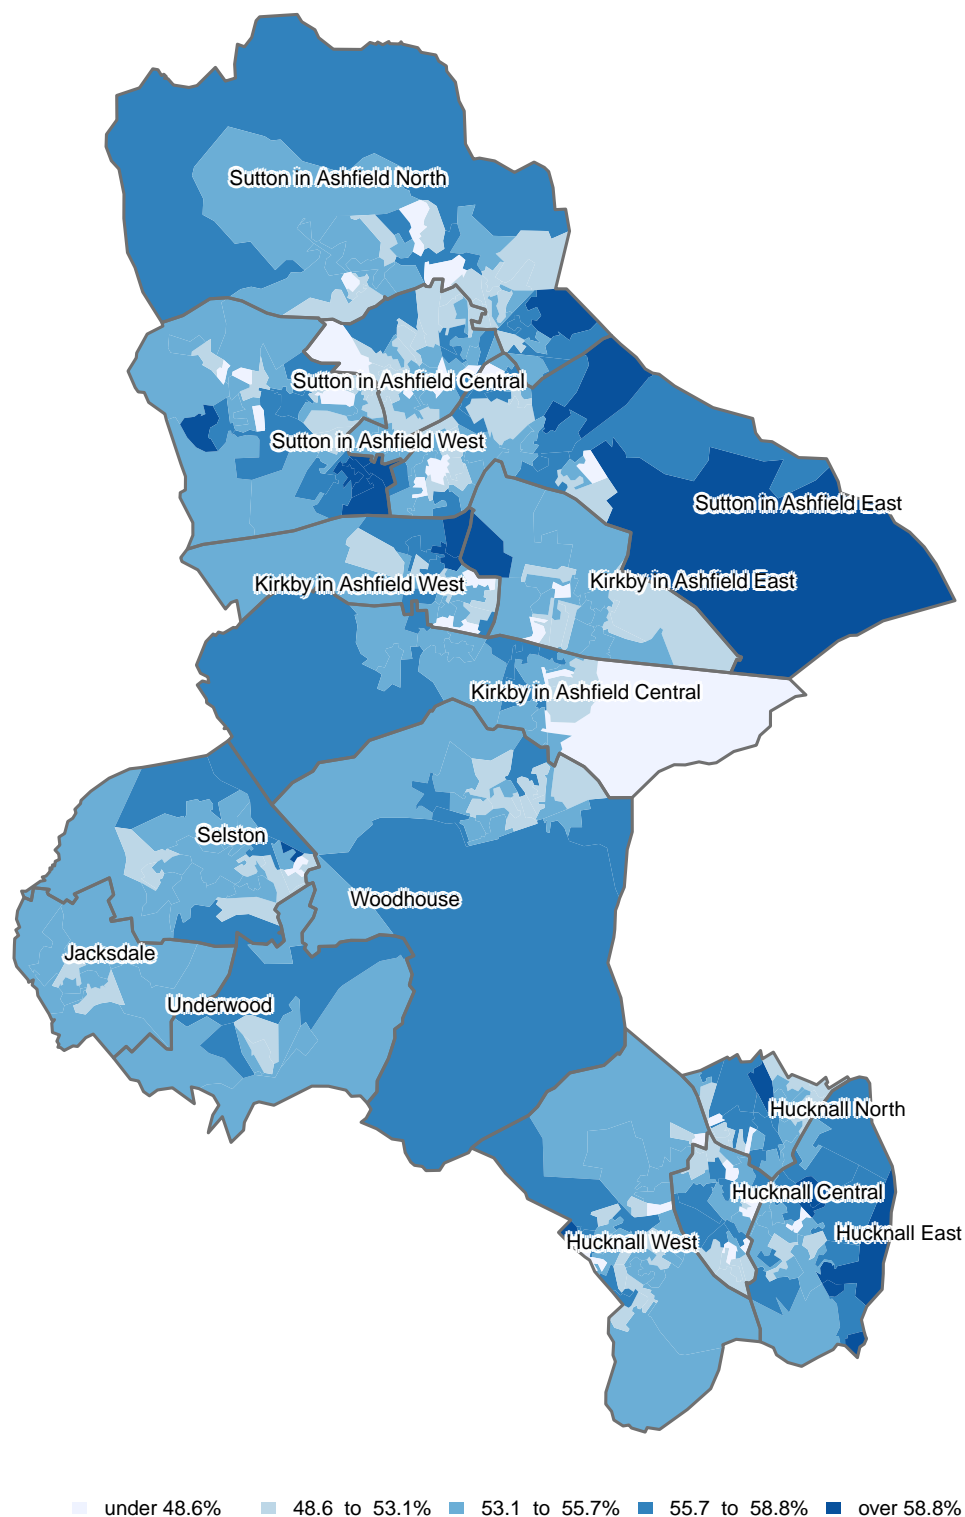 Sutton in Ashfield North
Sutton in Ashfield Central
Sutton in Ashfield West
Sutton in Ashfield East
Kirkby in Ashfield West
Kirkby in Ashfield East
Kirkby in Ashfield Central
Selston
Woodhouse
Jacksdale
Underwood
Hucknall North
Hucknall Central
Hucknall East
Hucknall West
under 48.6% 48.6 to 53.1% 53.1 to 55.7% 55.7 to 58.8% over 58.8%